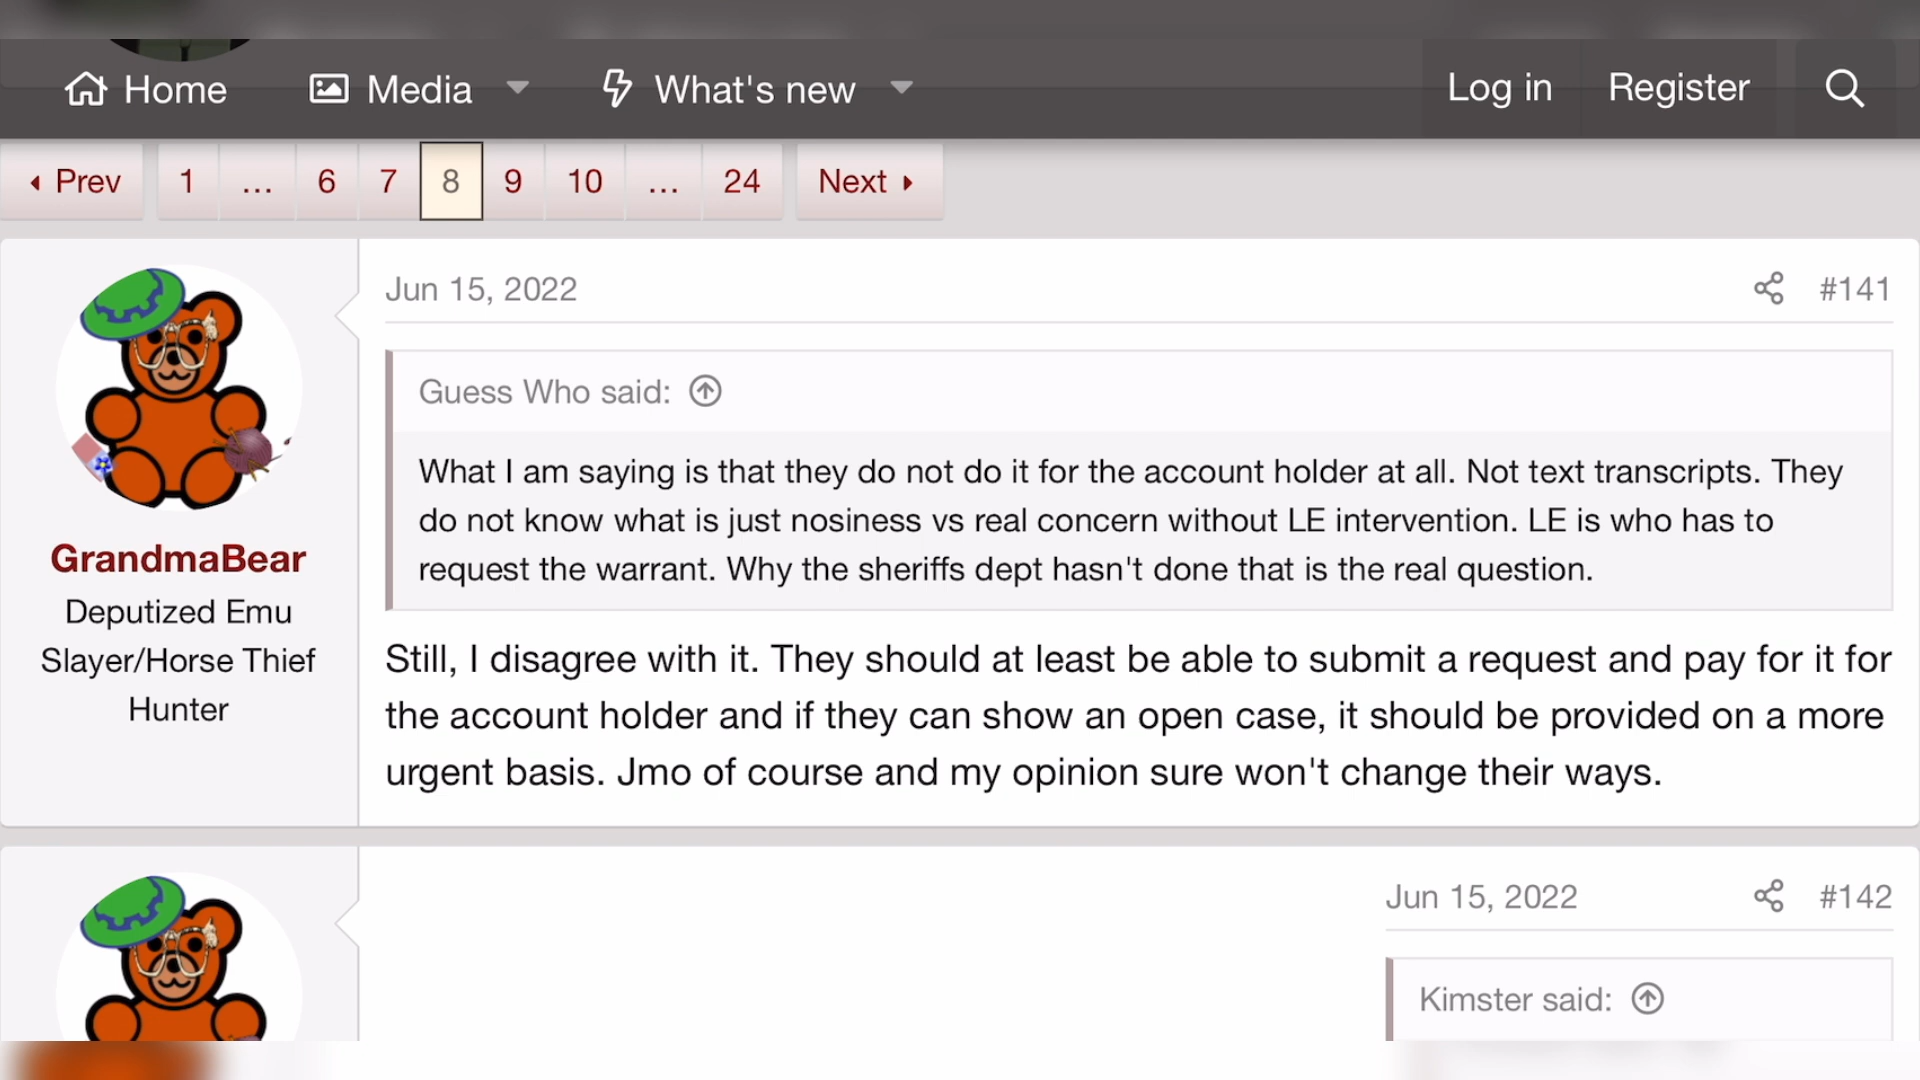 Home Media What's new Log in Register
Prev 1 ... 6 7 8 9 10 ... 24 Next
Jun 15, 2022 #141
Guess Who said:
What I am saying is that they do not do it for the account holder at all. Not text transcripts. They
do not know what is just nosiness vs real concern without LE intervention. LE is who has to
request the warrant. Why the sheriffs dept hasn't done that is the real question.
GrandmaBear
Deputized Emu
Slayer/Horse Thief
Hunter
Still, I disagree with it. They should at least be able to submit a request and pay for it for
the account holder and if they can show an open case, it should be provided on a more
urgent basis. Jmo of course and my opinion sure won't change their ways.
Jun 15, 2022 #142
Kimster said: